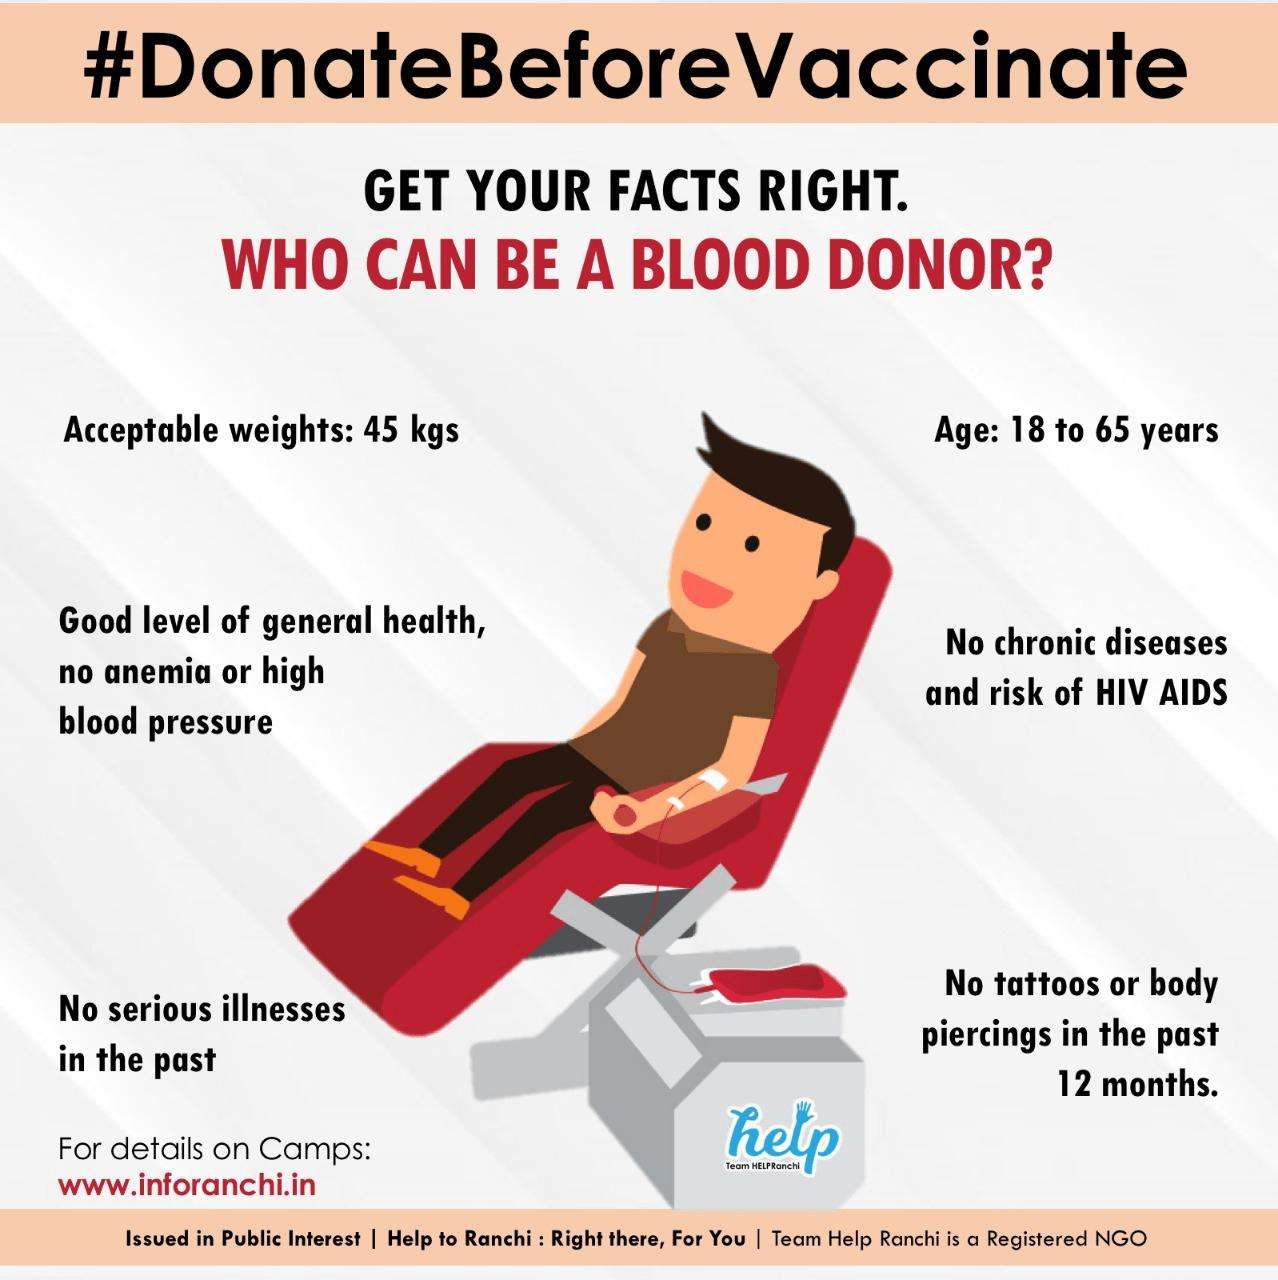 #DonateBeforeVaccinate
GET YOUR FACTS RIGHT.
WHO CAN BE A BLOOD DONOR?
Acceptable weights: 45 kgs
Age: 18 to 65 years
Good level of general health,
no anemia or high
blood pressure
No chronic diseases
and risk of HIV AIDS
No serious illnesses
in the past
No tattoos or body
piercings in the past
12 months.
help
Team HELPRanchi
For details on Camps:
www.inforanchi.in
Issued in Public Interest | Help to Ranchi : Right there, For You | Team Help Ranchi is a Registered NGO